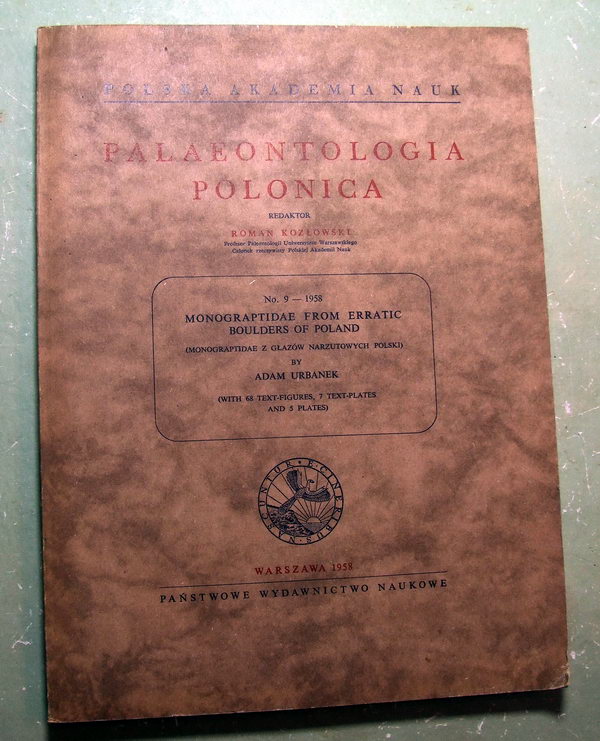 POLSKA AKADEMIA NAUK
PALAEONTOLOGIA
POLONICA
REDAKTOR
ROMAN KOZŁOWSKI
Profesor Paleontologii Uniwersytetu Warszawskiego
Członek rzeczywisty Polskiej Akademii Nauk
No. 9 — 1958
MONOGRAPTIDAE FROM ERRATIC
BOULDERS OF POLAND
(MONOGRAPTIDAE Z GŁAZÓW NARZUTOWYCH POLSKI)
BY
ADAM URBANEK
(WITH 68 TEXT-FIGURES, 7 TEXT-PLATES
AND 5 PLATES)
E·CINERIBUS NASCUNTUR
WARSZAWA 1958
PAŃSTWOWE WYDAWNICTWO NAUKOWE